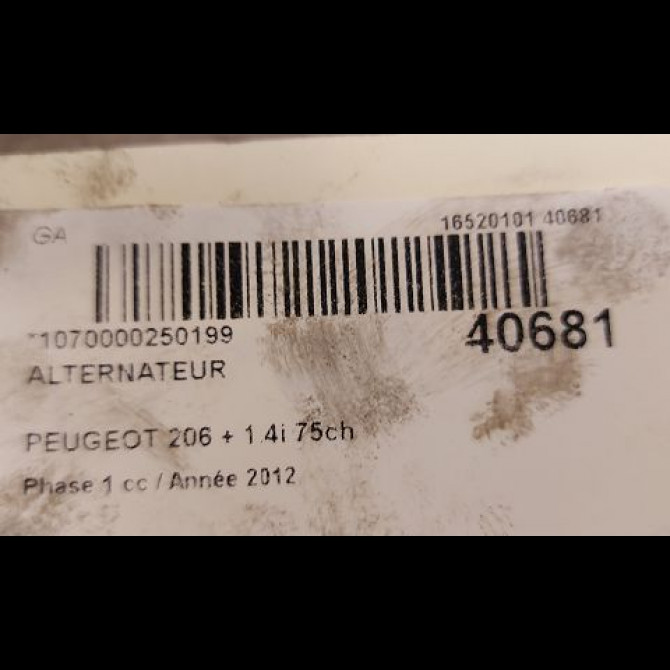 GA
16520101 40681
*1070000250199
40681
ALTERNATEUR
PEUGEOT 206 + 1.4i 75ch
Phase 1 cc / Année 2012